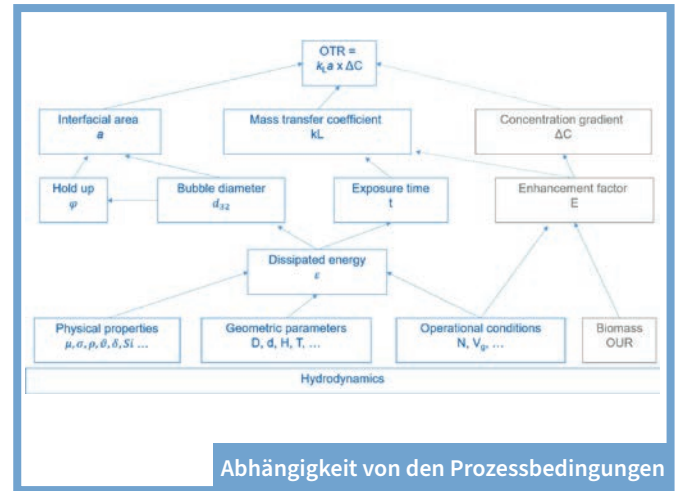 OTR =
kLa x ΔC
Interfacial area
a
Mass transfer coefficient
kL
Concentration gradient
ΔC
Hold up
φ
Bubble diameter
d32
Exposure time
t
Enhancement factor
E
Dissipated energy
ε
Physical properties
μ, σ, ρ, θ, δ, Si ...
Geometric parameters
D, d, H, T, ...
Operational conditions
N, Vg, ...
Biomass
OUR
Hydrodynamics
Abhängigkeit von den Prozessbedingungen